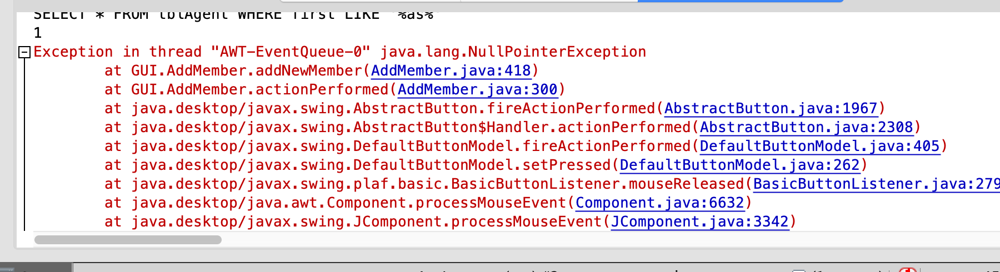 SELECT * FROM tblAgent WHERE first LIKE '%as%'
1
Exception in thread "AWT-EventQueue-0" java.lang.NullPointerException
at GUI.AddMember.addNewMember(AddMember.java:418)
at GUI.AddMember.actionPerformed(AddMember.java:300)
at java.desktop/javax.swing.AbstractButton.fireActionPerformed(AbstractButton.java:1967)
at java.desktop/javax.swing.AbstractButton$Handler.actionPerformed(AbstractButton.java:2308)
at java.desktop/javax.swing.DefaultButtonModel.fireActionPerformed(DefaultButtonModel.java:405)
at java.desktop/javax.swing.DefaultButtonModel.setPressed(DefaultButtonModel.java:262)
at java.desktop/javax.swing.plaf.basic.BasicButtonListener.mouseReleased(BasicButtonListener.java:279
at java.desktop/java.awt.Component.processMouseEvent(Component.java:6632)
at java.desktop/javax.swing.JComponent.processMouseEvent(JComponent.java:3342)